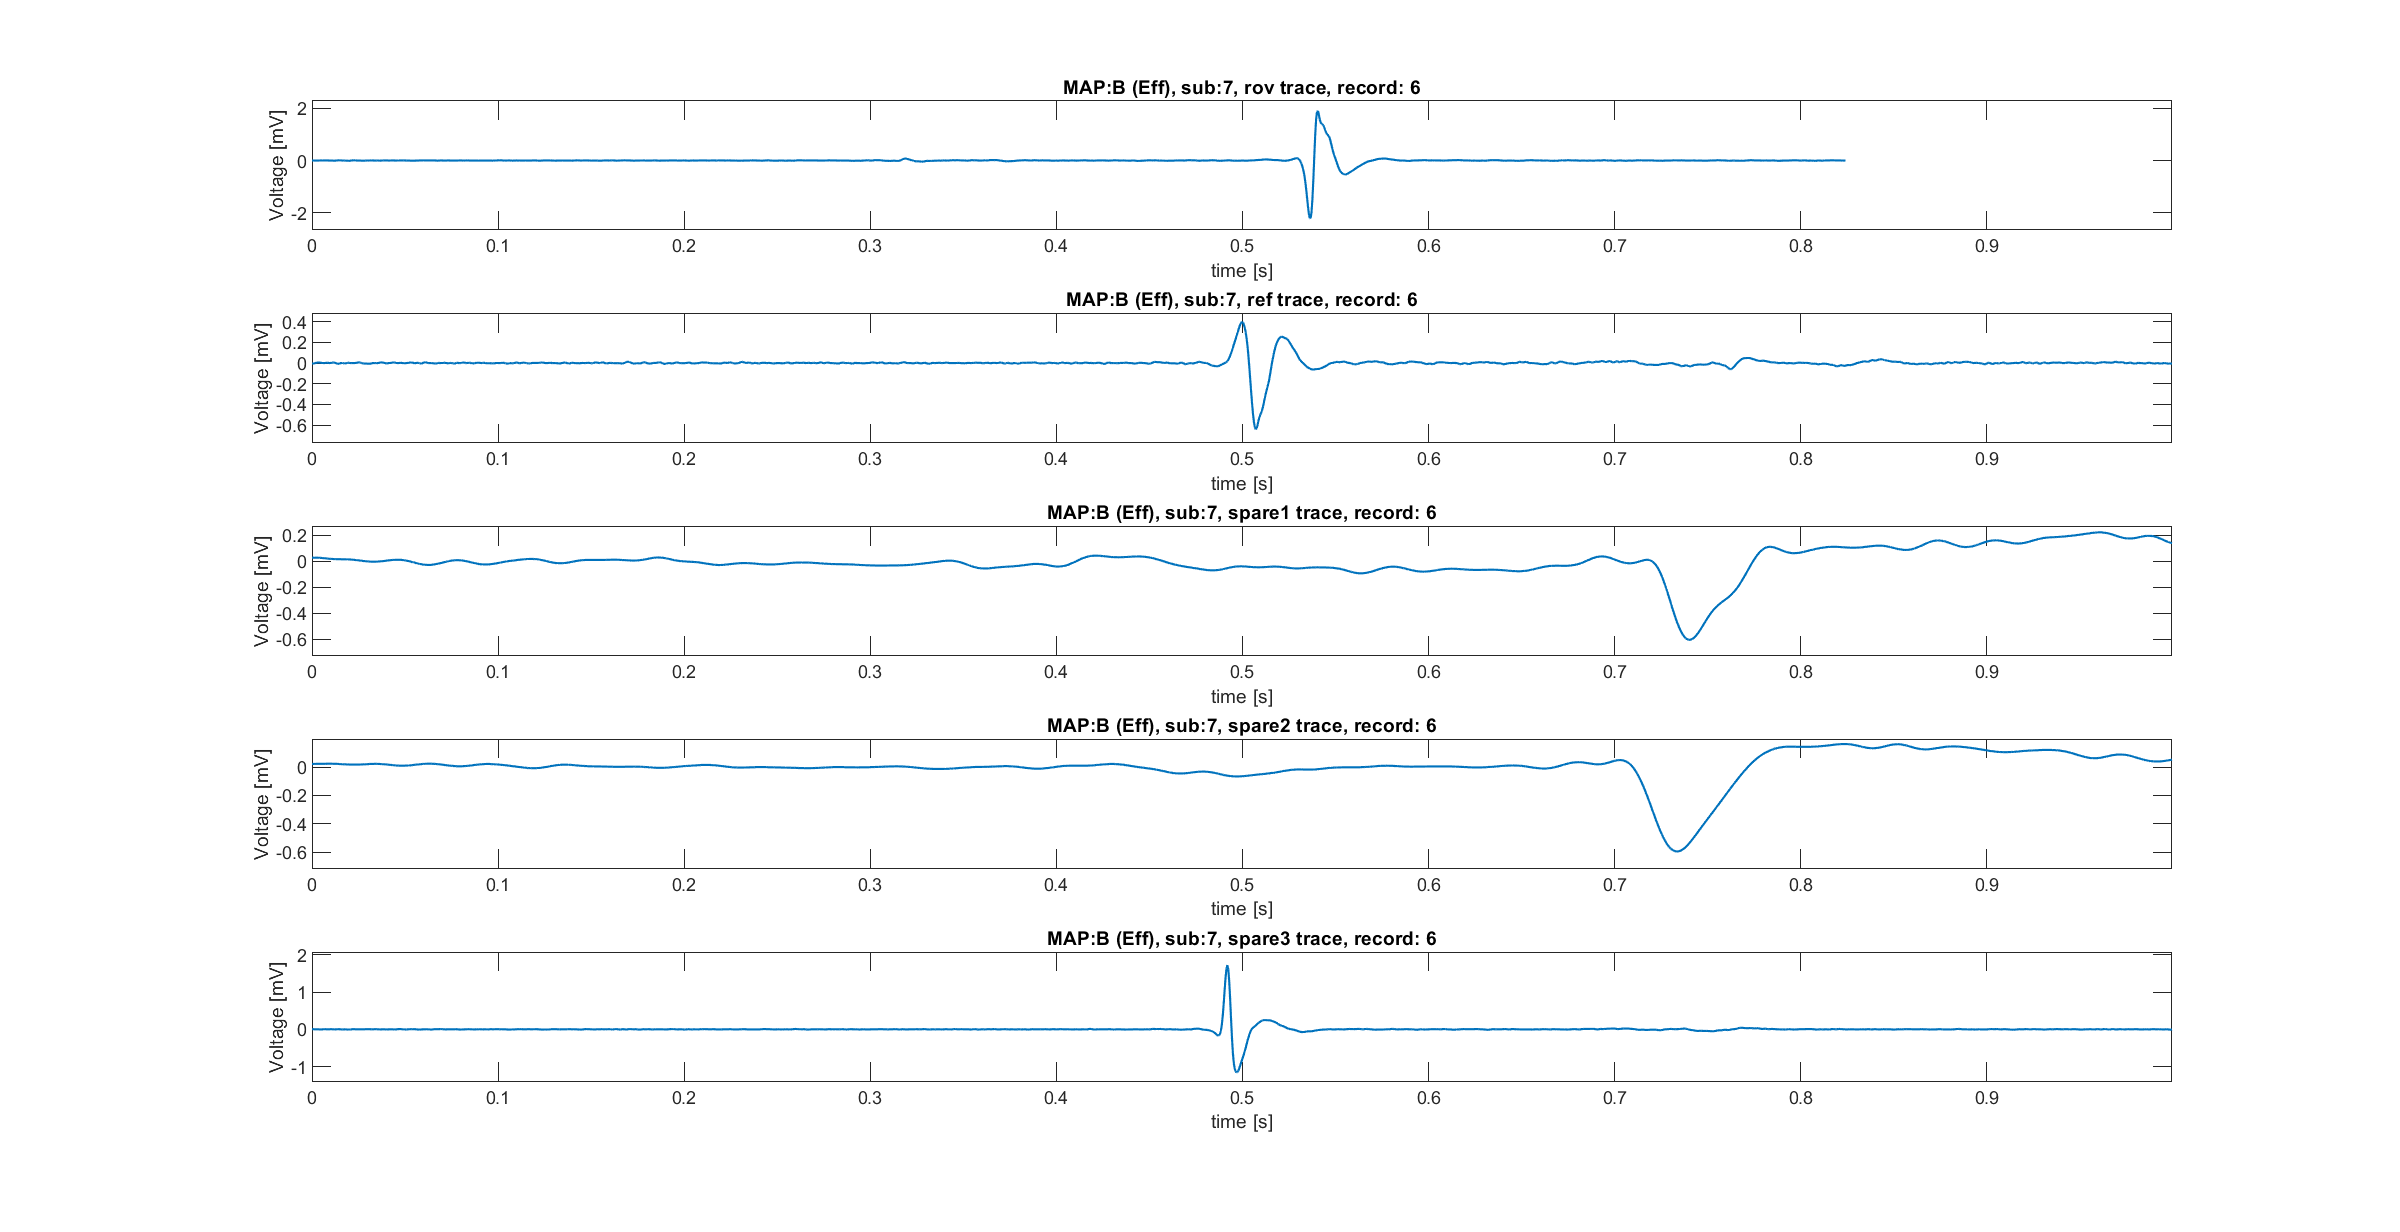 MAP:B (Eff), sub:7, rov trace, record: 6
Voltage [mV]
2
0
-2
0 0.1 0.2 0.3 0.4 0.5 0.6 0.7 0.8 0.9
time [s]
MAP:B (Eff), sub:7, ref trace, record: 6
Voltage [mV]
0.4
0.2
0
-0.2
-0.4
-0.6
0 0.1 0.2 0.3 0.4 0.5 0.6 0.7 0.8 0.9
time [s]
MAP:B (Eff), sub:7, spare1 trace, record: 6
Voltage [mV]
0.2
0
-0.2
-0.4
-0.6
0 0.1 0.2 0.3 0.4 0.5 0.6 0.7 0.8 0.9
time [s]
MAP:B (Eff), sub:7, spare2 trace, record: 6
Voltage [mV]
0
-0.2
-0.4
-0.6
0 0.1 0.2 0.3 0.4 0.5 0.6 0.7 0.8 0.9
time [s]
MAP:B (Eff), sub:7, spare3 trace, record: 6
Voltage [mV]
2
1
0
-1
0 0.1 0.2 0.3 0.4 0.5 0.6 0.7 0.8 0.9
time [s]